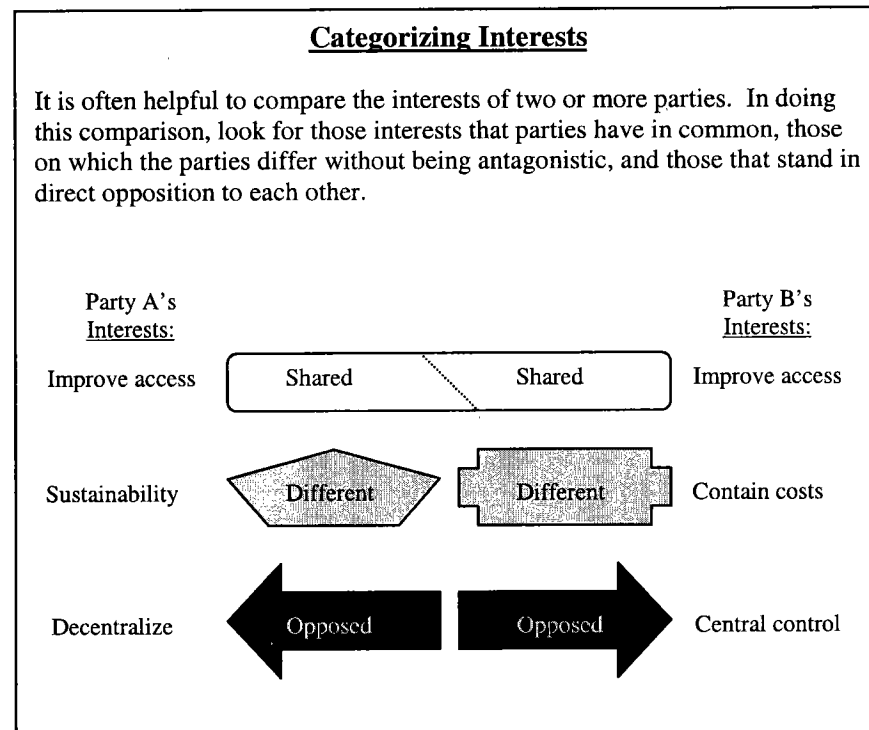 Categorizing Interests
It is often helpful to compare the interests of two or more parties. In doing
this comparison, look for those interests that parties have in common, those
on which the parties differ without being antagonistic, and those that stand in
direct opposition to each other.
Party A's
Interests:
Party B's
Interests:
Improve access
Shared
Shared
Improve access
Sustainability
Different
Different
Contain costs
Decentralize
Opposed
Opposed
Central control